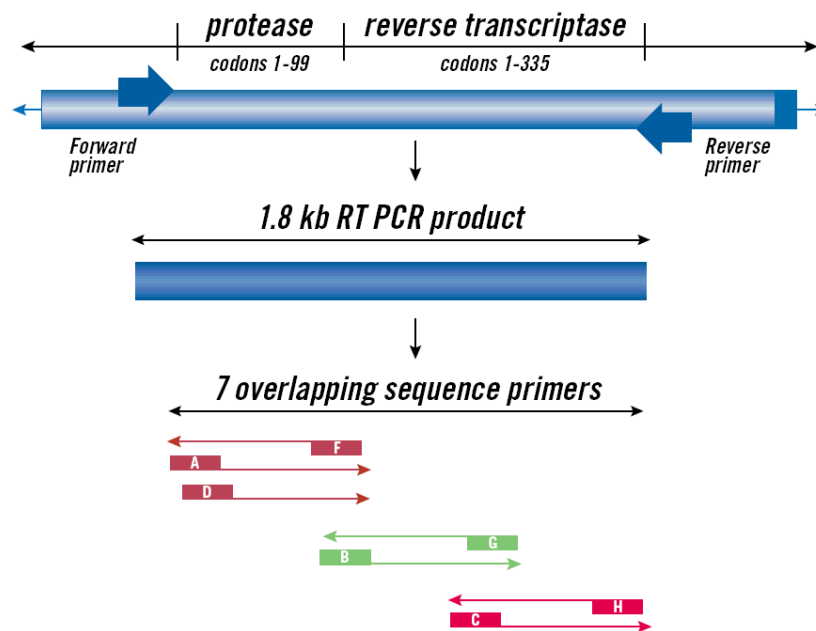 protease reverse transcriptase
codons 1-99 codons 1-335
Forward
primer
Reverse
primer
1.8 kb RT PCR product
7 overlapping sequence primers
F
A
D
G
B
H
C